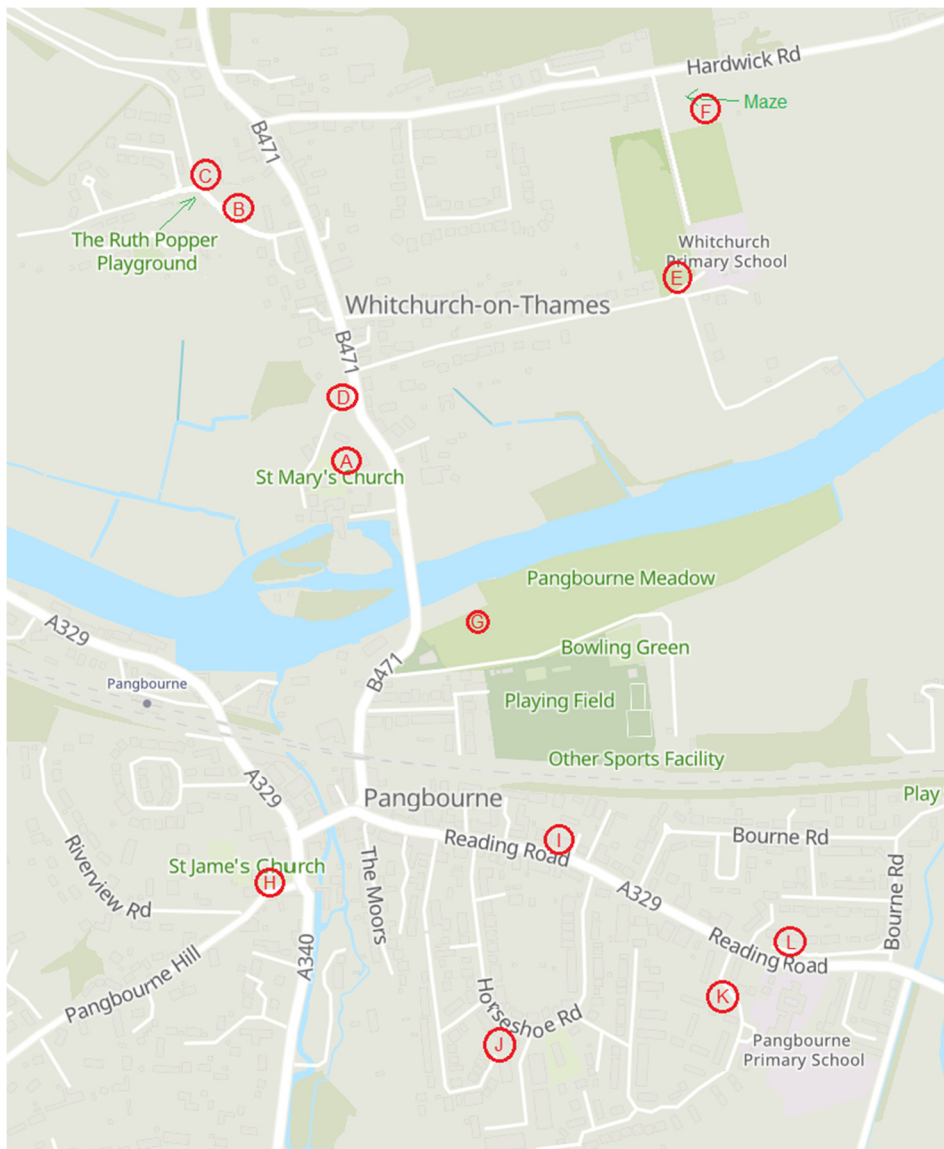 Hardwick Rd
Maze
F
B471
C
B
The Ruth Popper
Playground
Whitchurch
Primary School
E
Whitchurch-on-Thames
B471
D
A
St Mary's Church
Pangbourne Meadow
G
A329
Bowling Green
B471
Pangbourne
Playing Field
Other Sports Facility
A329
Pangbourne
Play
Reading Road
I
Bourne Rd
Riverview Rd
St Jame's Church
H
The Moors
A329
Bourne Rd
L
Reading Road
A340
Pangbourne Hill
K
Horseshoe Rd
J
Pangbourne
Primary School